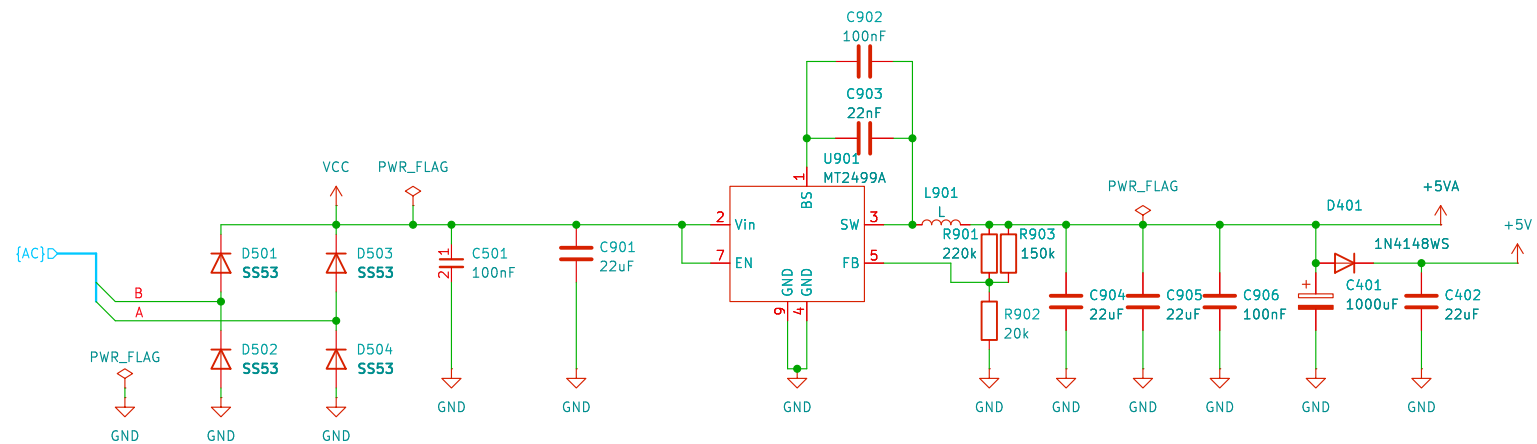 C902
100nF
C903
22nF
U901
MT2499A
VCC
PWR_FLAG
1
BS
2
Vin
SW
3
7
EN
FB
5
GND
GND
9
4
L901
L
PWR_FLAG
+5VA
D401
+5V
{AC}
B
A
D501
SS53
D503
SS53
1
2
C501
100nF
C901
22uF
R901
220k
R903
150k
1N4148WS
+
C401
1000uF
C904
22uF
C905
22uF
C906
100nF
C402
22uF
R902
20k
PWR_FLAG
D502
SS53
D504
SS53
GND
GND
GND
GND
GND
GND
GND
GND
GND
GND
GND
GND